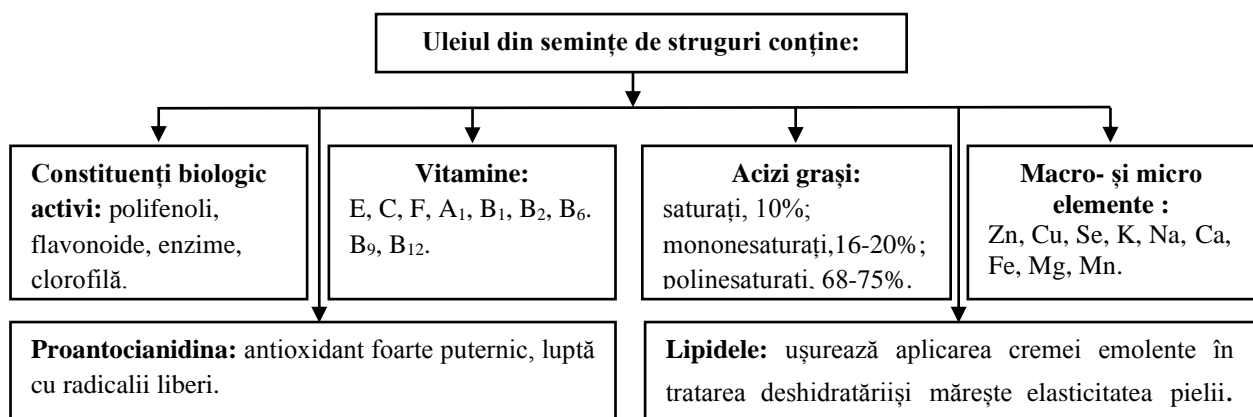 Uleiul din semințe de struguri conține:
Constituenți biologic
activi: polifenoli,
flavonoide, enzime,
clorofilă.
Vitamine:
E, C, F, A₁, B₁, B₂, B₆.
B₉, B₁₂.
Acizi grași:
saturați, 10%;
mononesaturați,16-20%;
polinesaturati, 68-75%.
Macro- și micro
elemente :
Zn, Cu, Se, K, Na, Ca,
Fe, Mg, Mn.
Proantocianidina: antioxidant foarte puternic, luptă
cu radicalii liberi.
Lipidele: ușurează aplicarea cremei emolente în
tratarea deshidratăriiși mărește elasticitatea pielii.